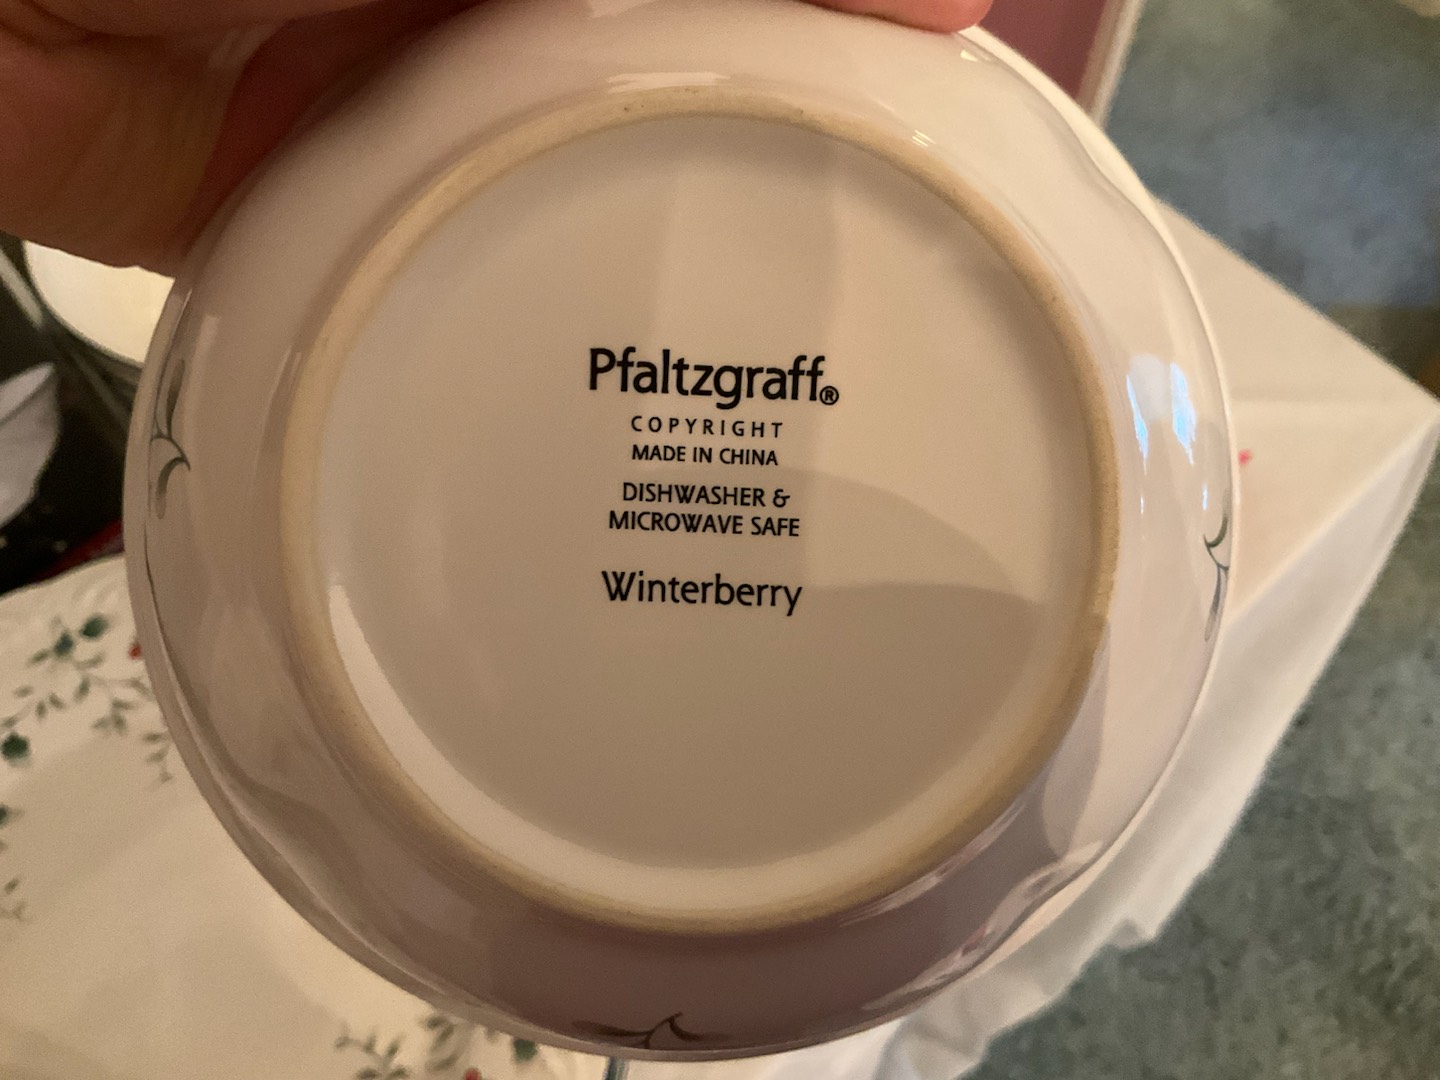 Pfaltzgraff®
COPYRIGHT
MADE IN CHINA
DISHWASHER &
MICROWAVE SAFE
Winterberry